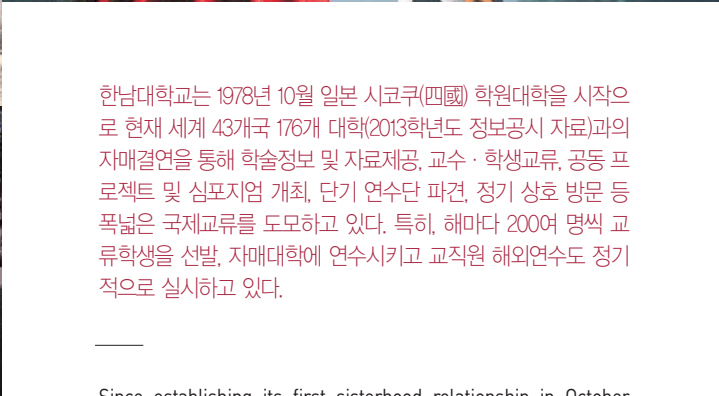 한남대학교는 1978년 10월 일본 시코쿠(四國) 학원대학을 시작으
로 현재 세계 43개국 176개 대학(2013학년도 정보공시 자료)과의
자매결연을 통해 학술정보 및 자료제공, 교수 · 학생교류, 공동 프
로젝트 및 심포지엄 개최, 단기 연수단 파견, 정기 상호 방문 등
폭넓은 국제교류를 도모하고 있다. 특히, 해마다 200여 명씩 교
류학생을 선발, 자매대학에 연수시키고 교직원 해외연수도 정기
적으로 실시하고 있다.
Since establishing its first sisterhood relationship in October